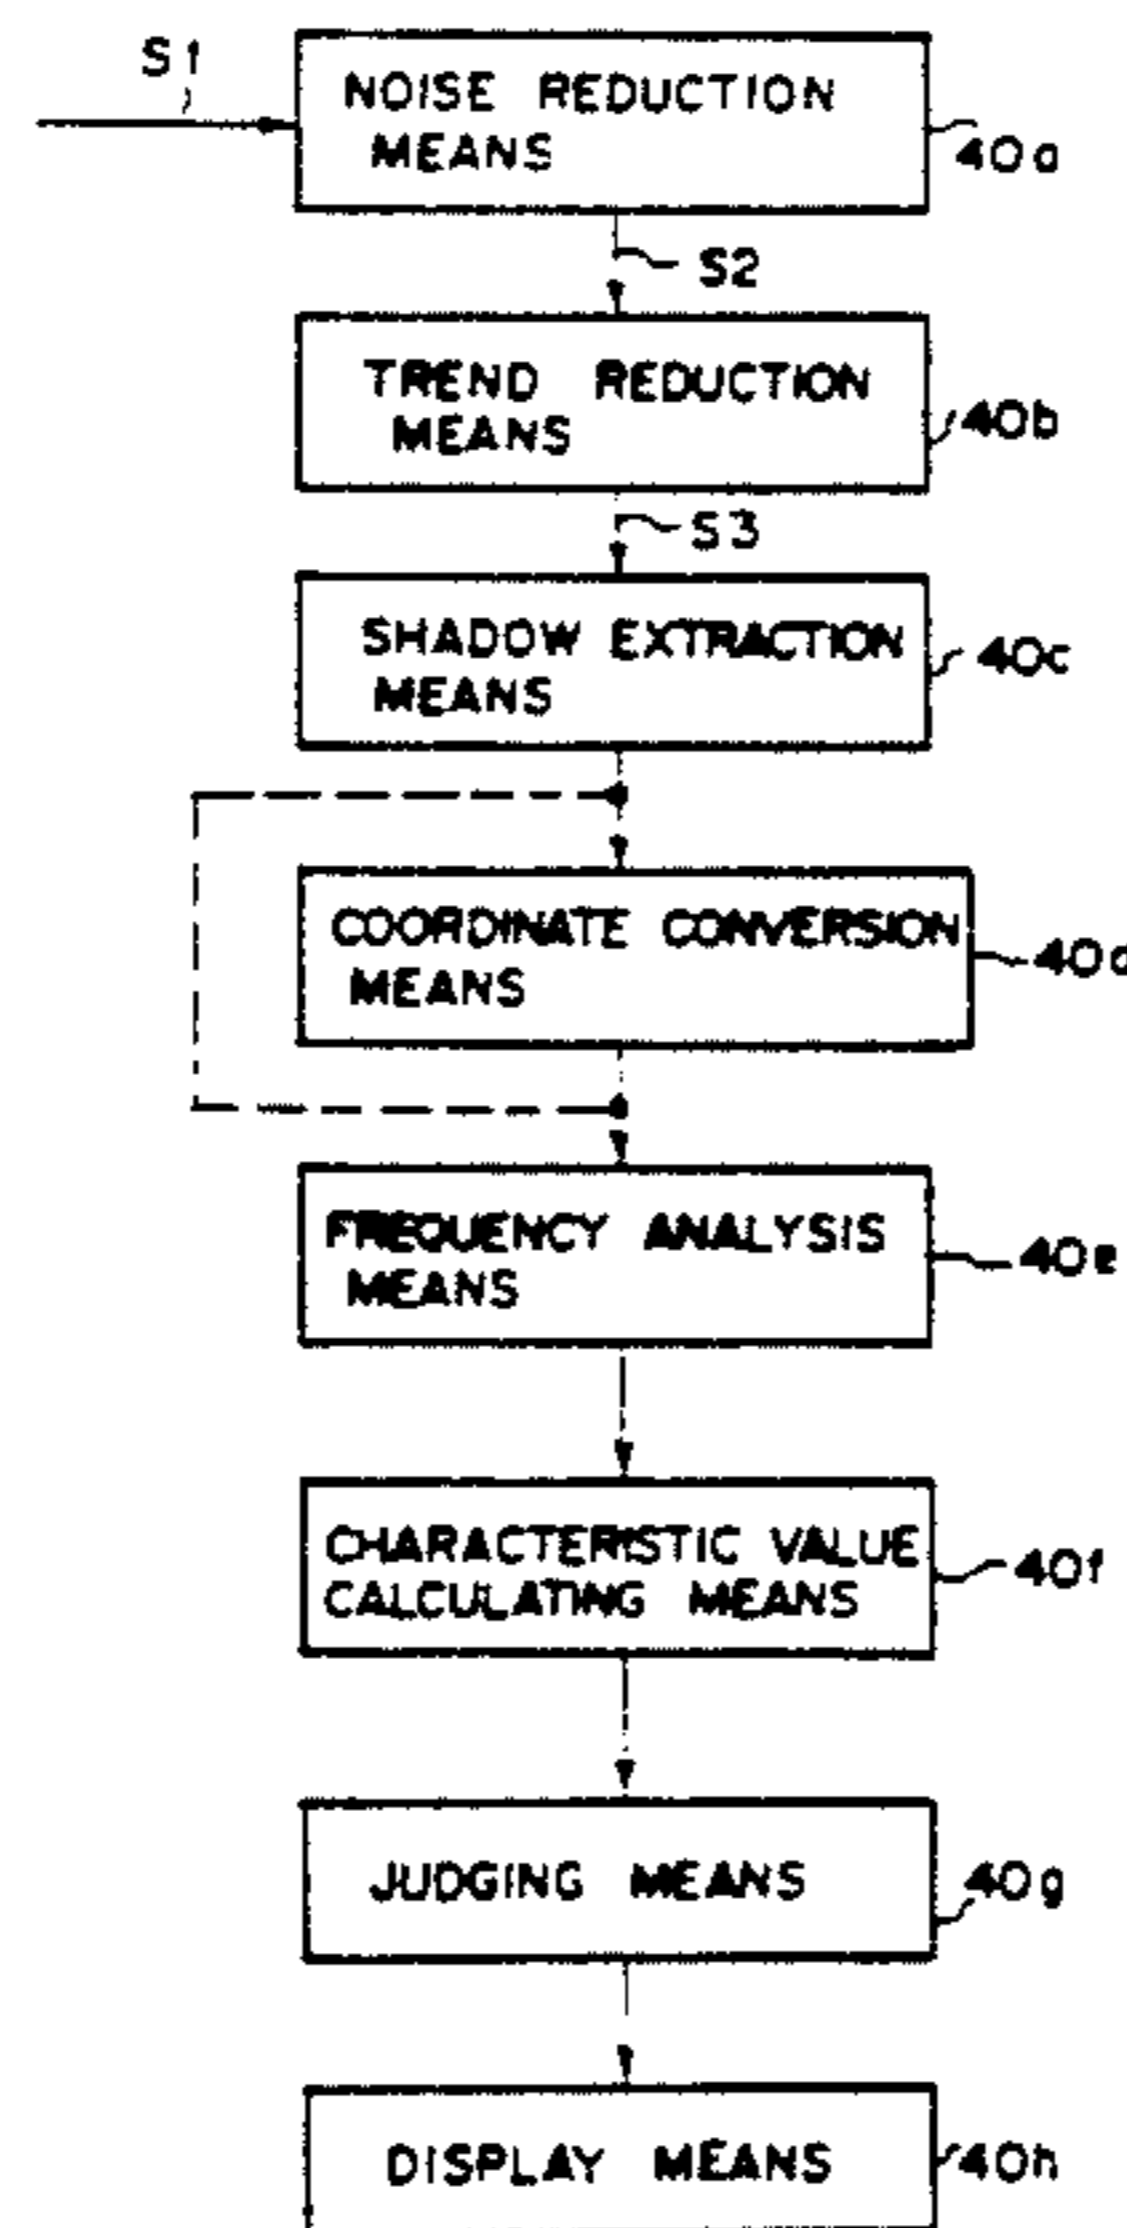 S1
NOISE REDUCTION
MEANS
40a
S2
TREND REDUCTION
MEANS
40b
S3
SHADOW EXTRACTION
MEANS
40c
COORDINATE CONVERSION
MEANS
40d
FREQUENCY ANALYSIS
MEANS
40e
CHARACTERISTIC VALUE
CALCULATING MEANS
40f
JUDGING MEANS
40g
DISPLAY MEANS
40h